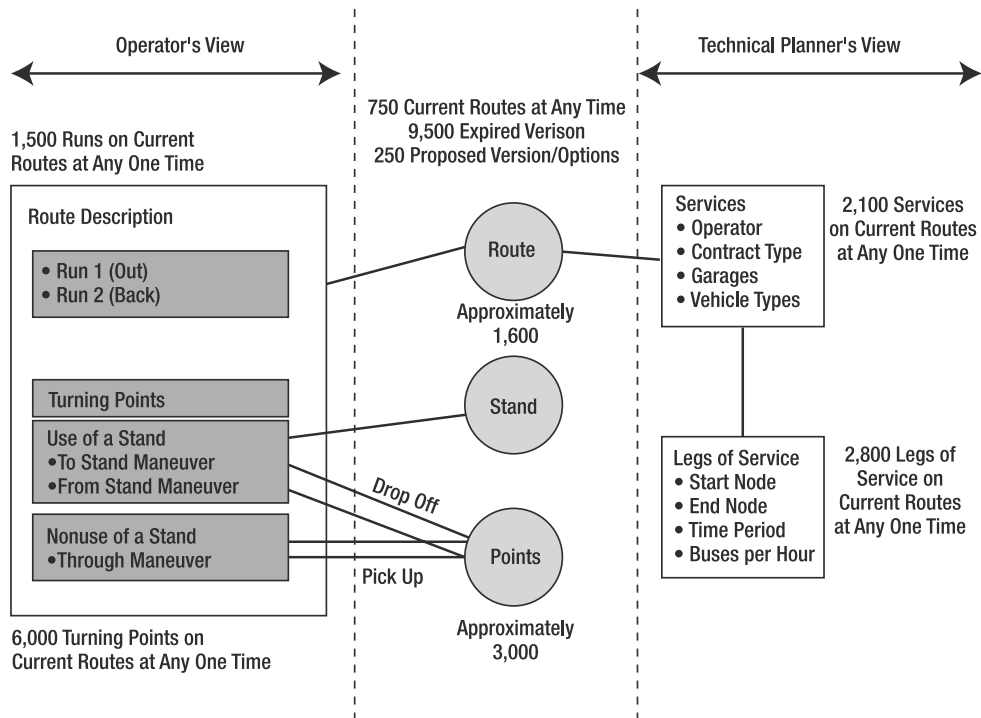 Operator's View
Technical Planner's View
750 Current Routes at Any Time
9,500 Expired Verison
250 Proposed Version/Options
1,500 Runs on Current
Routes at Any One Time
Route Description
• Run 1 (Out)
• Run 2 (Back)
Turning Points
Use of a Stand
•To Stand Maneuver
•From Stand Maneuver
Nonuse of a Stand
•Through Maneuver
6,000 Turning Points on
Current Routes at Any One Time
Route
Approximately
1,600
Stand
Drop Off
Points
Pick Up
Approximately
3,000
Services
• Operator
• Contract Type
• Garages
• Vehicle Types
2,100 Services
on Current Routes
at Any One Time
Legs of Service
• Start Node
• End Node
• Time Period
• Buses per Hour
2,800 Legs of
Service on
Current Routes
at Any One Time